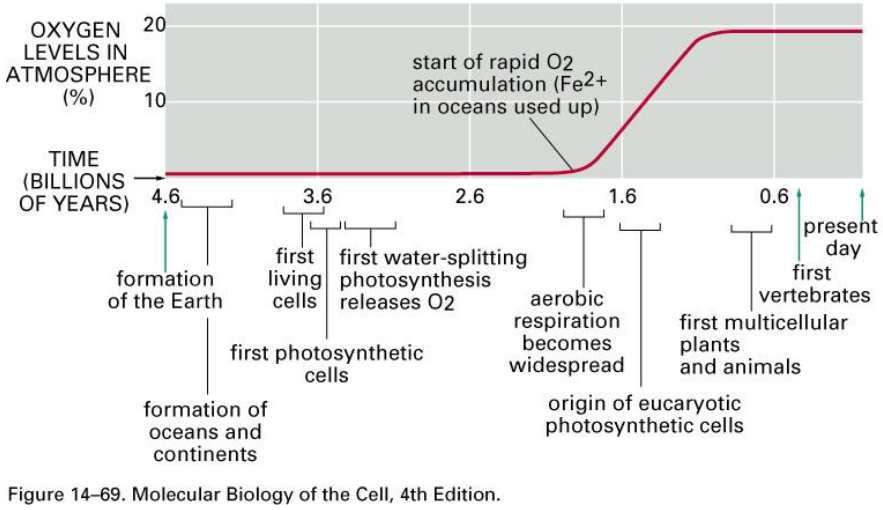 OXYGEN
LEVELS IN
ATMOSPHERE
(%)
20
10
start of rapid O2
accumulation (Fe2+
in oceans used up)
TIME
(BILLIONS
OF YEARS)
4.6
3.6
2.6
1.6
0.6
formation
of the Earth
formation of
oceans and
continents
first
living
cells
first photosynthetic
cells
first water-splitting
photosynthesis
releases O2
aerobic
respiration
becomes
widespread
origin of eucaryotic
photosynthetic cells
first multicellular
plants
and animals
first
vertebrates
present
day
Figure 14–69. Molecular Biology of the Cell, 4th Edition.